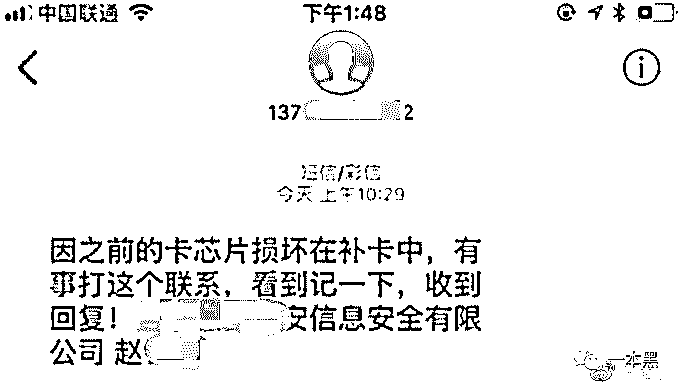 中国联通
下午1:48
137 2
短信/彩信
今天 上午10:29
因之前的卡芯片损坏在补卡中，有
事打这个联系，看到记一下，收到
回复！ 安信息安全有限
公司 赵
一本黑